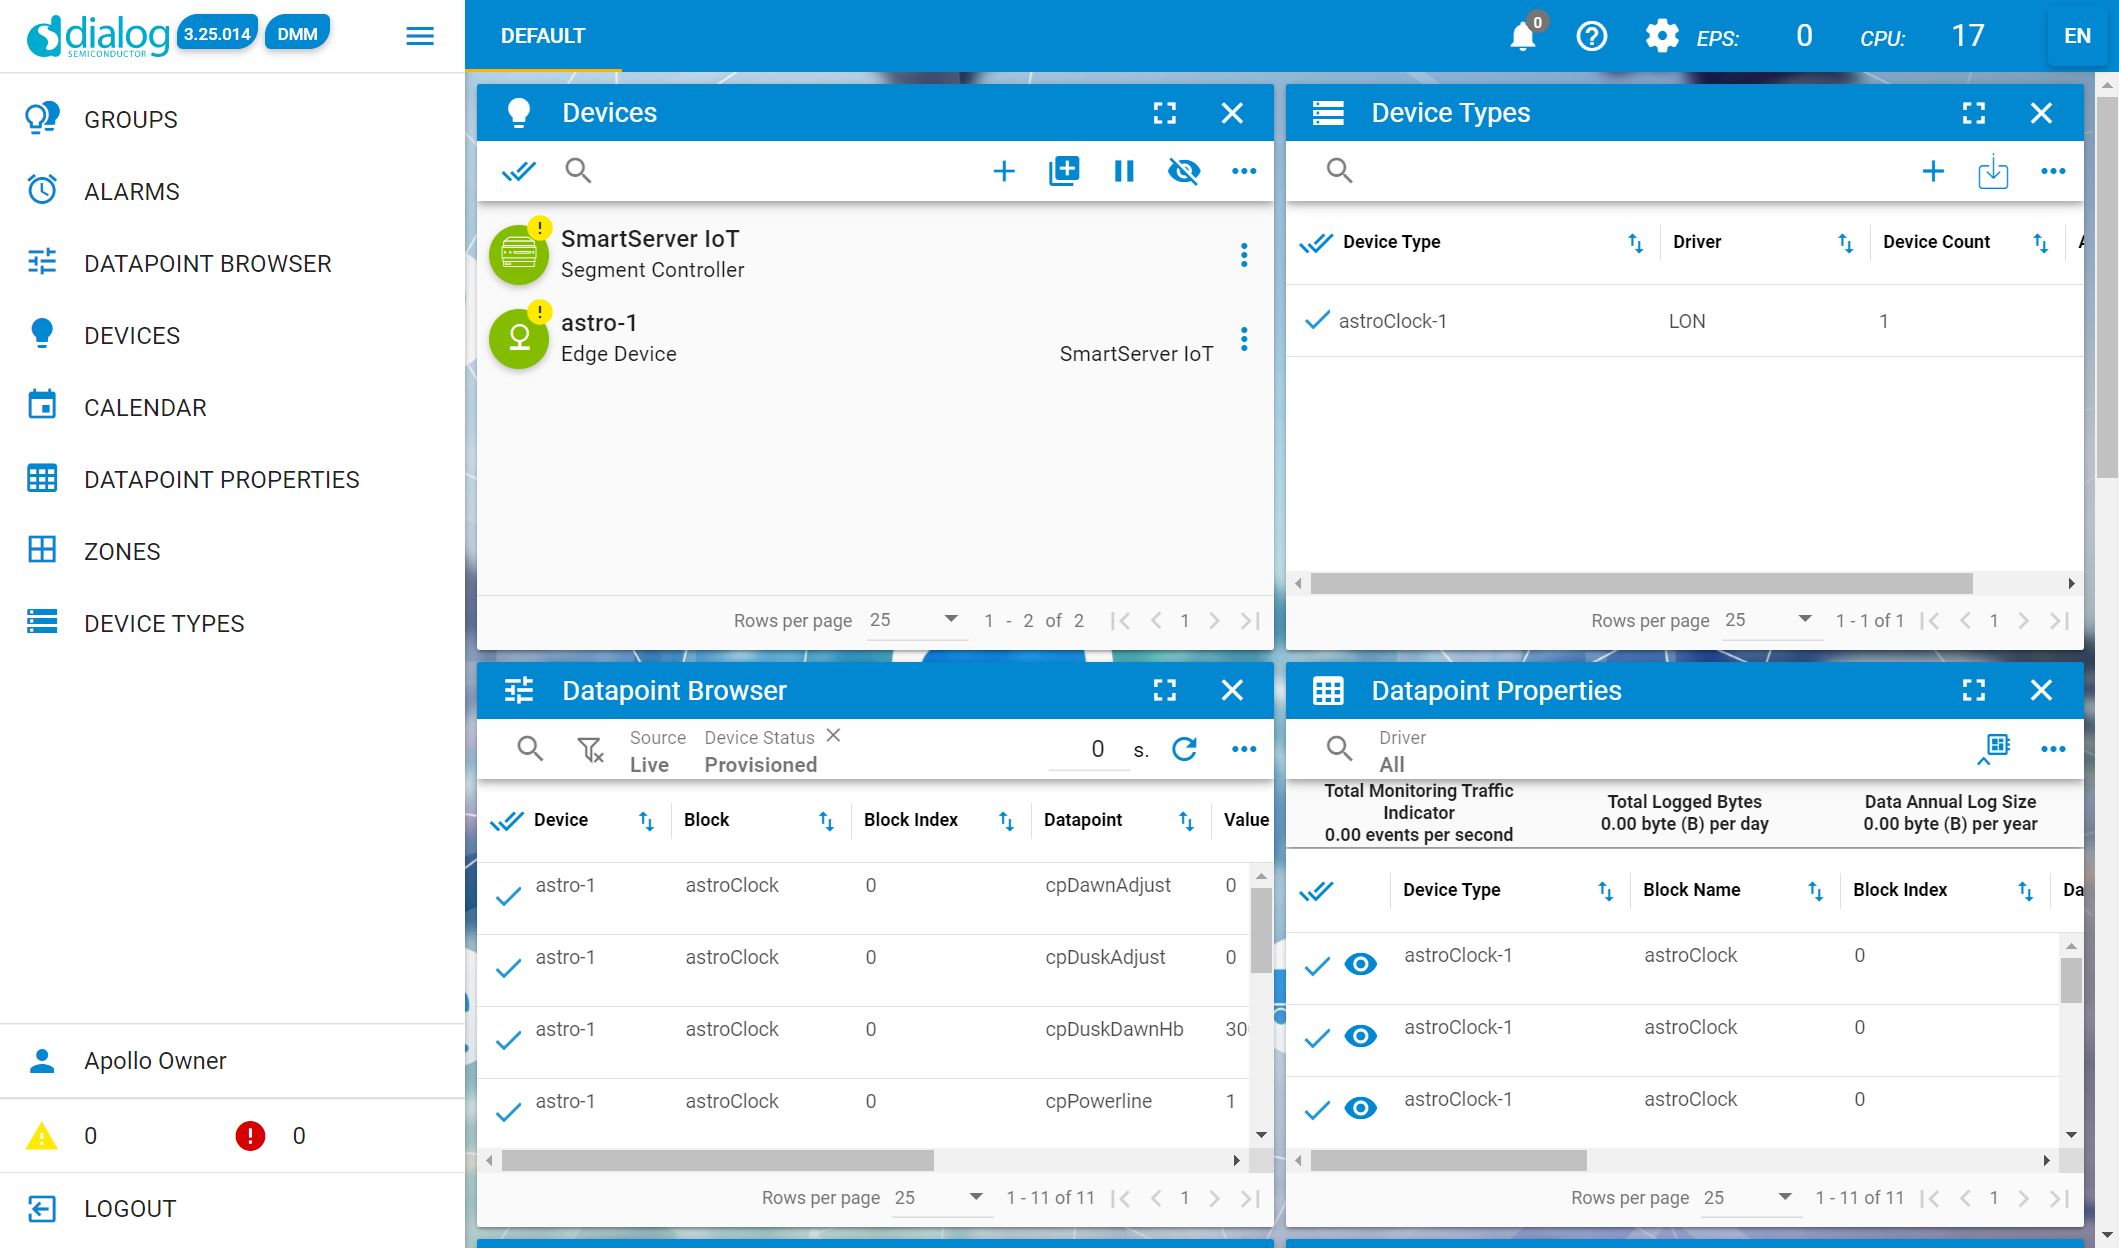 dialog
SEMICONDUCTOR
3.25.014
DMM
DEFAULT
0
EPS:
0
CPU:
17
EN
GROUPS
ALARMS
DATAPOINT BROWSER
DEVICES
CALENDAR
DATAPOINT PROPERTIES
ZONES
DEVICE TYPES
Apollo Owner
0
0
LOGOUT
Devices
SmartServer IoT
Segment Controller
astro-1
Edge Device
SmartServer IoT
Rows per page 25 1 - 2 of 2 1
Device Types
Device Type Driver Device Count
astroClock-1 LON 1
Rows per page 25 1 - 1 of 1 1
Datapoint Browser
Source Device Status
Live Provisioned
0 s.
Device Block Block Index Datapoint Value
astro-1 astroClock 0 cpDawnAdjust 0
astro-1 astroClock 0 cpDuskAdjust 0
astro-1 astroClock 0 cpDuskDawnHb 30
astro-1 astroClock 0 cpPowerline 1
Rows per page 25 1 - 11 of 11 1
Datapoint Properties
Driver
All
Total Monitoring Traffic
Indicator
0.00 events per second
Total Logged Bytes
0.00 byte (B) per day
Data Annual Log Size
0.00 byte (B) per year
Device Type Block Name Block Index Da
astroClock-1 astroClock 0
astroClock-1 astroClock 0
astroClock-1 astroClock 0
Rows per page 25 1 - 11 of 11 1